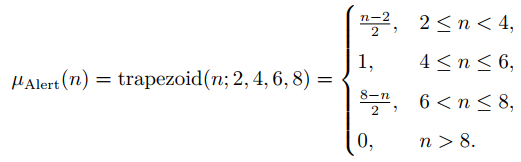 μ_Alert(n) = trapezoid(n; 2, 4, 6, 8) = { (n−2)/2, 2 ≤ n < 4,
1, 4 ≤ n ≤ 6,
(8−n)/2, 6 < n ≤ 8,
0, n > 8.